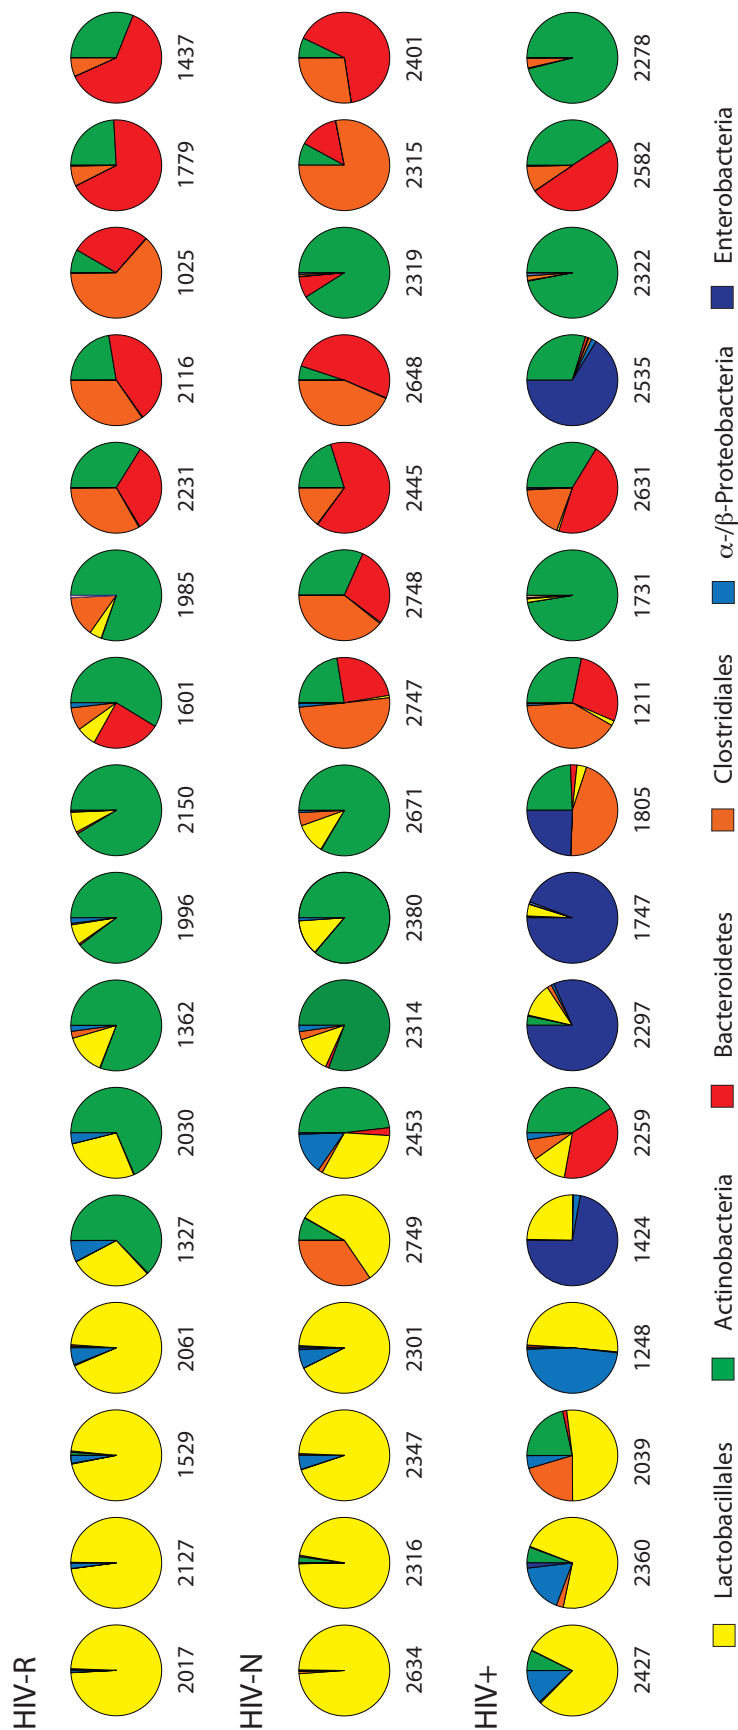 HIV-R
2017 2127 1529 2061 1327 2030 1362 1996 2150 1601 1985 2231 2116 1025 1779 1437
HIV-N
2634 2316 2347 2301 2749 2453 2314 2380 2671 2747 2748 2445 2648 2319 2315 2401
HIV+
2427 2360 2039 1248 1424 2259 2297 1747 1805 1211 1731 2631 2535 2322 2582 2278
Lactobacillales Actinobacteria Bacteroidetes Clostridiales α-/β-Proteobacteria Enterobacteria